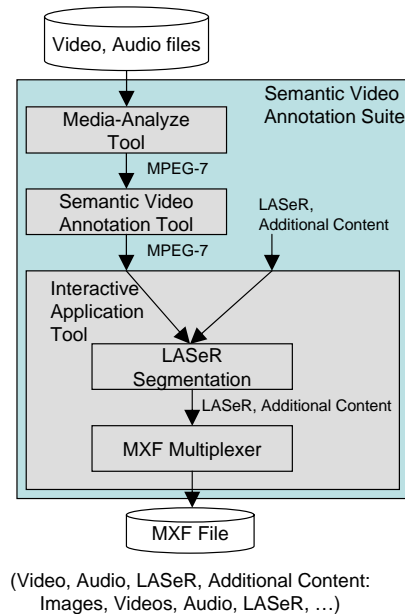 Video, Audio files
Semantic Video
Annotation Suite
Media-Analyze
Tool
MPEG-7
Semantic Video
Annotation Tool
LASeR,
Additional Content
MPEG-7
Interactive
Application
Tool
LASeR
Segmentation
LASeR, Additional Content
MXF Multiplexer
MXF File
(Video, Audio, LASeR, Additional Content:
Images, Videos, Audio, LASeR, …)